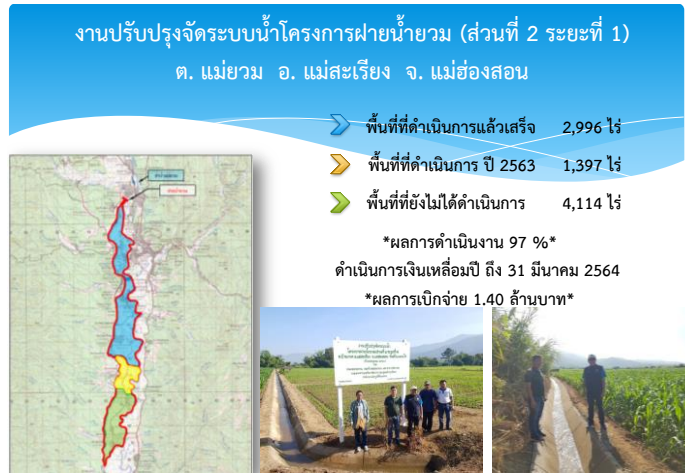 งานปรับปรุงจัดระบบน้ำโครงการฝายน้ำยวม (ส่วนที่ 2 ระยะที่ 1)
ต. แม่ยวม อ. แม่สะเรียง จ. แม่ฮ่องสอน
พื้นที่ที่ดำเนินการแล้วเสร็จ 2,996 ไร่
พื้นที่ที่ดำเนินการ ปี 2563 1,397 ไร่
พื้นที่ที่ยังไม่ได้ดำเนินการ 4,114 ไร่
*ผลการดำเนินงาน 97 %*
ดำเนินการเงินเหลื่อมปี ถึง 31 มีนาคม 2564
*ผลการเบิกจ่าย 1.40 ล้านบาท*